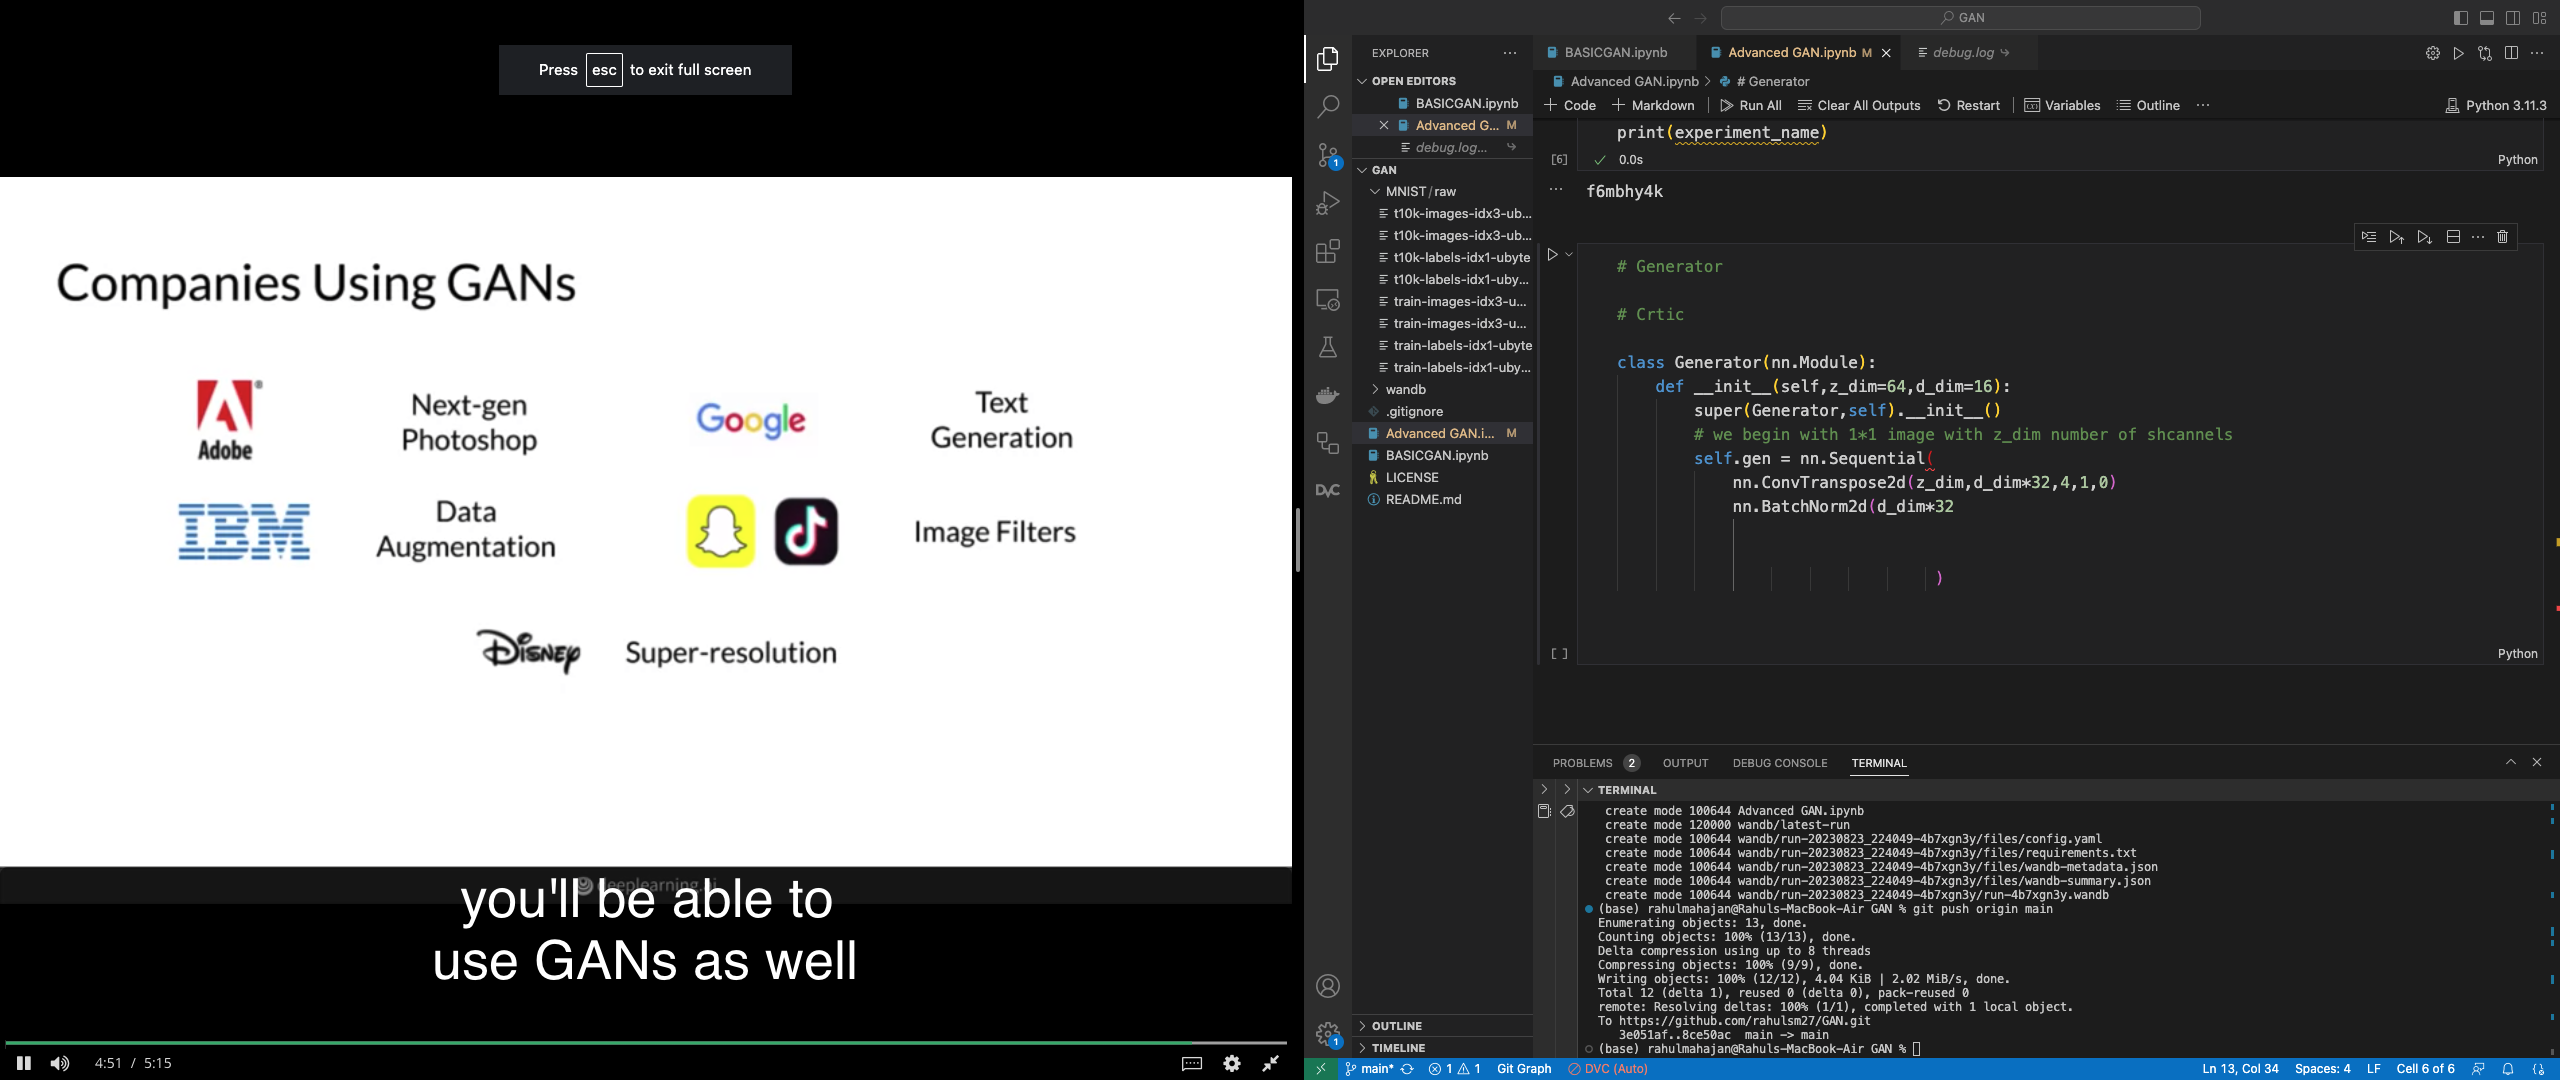 Press esc to exit full screen
Companies Using GANs
Adobe
Next-gen
Photoshop
Google
Text
Generation
IBM
Data
Augmentation
Image Filters
Disney
Super-resolution
deeplearning.ai
you'll be able to
use GANs as well
4:51 / 5:15
GAN
EXPLORER
OPEN EDITORS
BASICGAN.ipynb
Advanced G... M
debug.log...
GAN
MNIST / raw
t10k-images-idx3-ub...
t10k-images-idx3-ub...
t10k-labels-idx1-ubyte
t10k-labels-idx1-uby...
train-images-idx3-u...
train-images-idx3-u...
train-labels-idx1-ubyte
train-labels-idx1-uby...
wandb
.gitignore
Advanced GAN.i... M
BASICGAN.ipynb
LICENSE
README.md
OUTLINE
TIMELINE
BASICGAN.ipynb
Advanced GAN.ipynb M
debug.log
Advanced GAN.ipynb > # Generator
+ Code + Markdown Run All Clear All Outputs Restart Variables Outline ... Python 3.11.3
print(experiment_name)
[6] 0.0s Python
f6mbhy4k
# Generator
# Crtic
class Generator(nn.Module):
def __init__(self,z_dim=64,d_dim=16):
super(Generator,self).__init__()
# we begin with 1*1 image with z_dim number of shcannels
self.gen = nn.Sequential(
nn.ConvTranspose2d(z_dim,d_dim*32,4,1,0)
nn.BatchNorm2d(d_dim*32
)
[ ] Python
PROBLEMS 2 OUTPUT DEBUG CONSOLE TERMINAL
TERMINAL
create mode 100644 Advanced GAN.ipynb
create mode 120000 wandb/latest-run
create mode 100644 wandb/run-20230823_224049-4b7xgn3y/files/config.yaml
create mode 100644 wandb/run-20230823_224049-4b7xgn3y/files/requirements.txt
create mode 100644 wandb/run-20230823_224049-4b7xgn3y/files/wandb-metadata.json
create mode 100644 wandb/run-20230823_224049-4b7xgn3y/files/wandb-summary.json
create mode 100644 wandb/run-20230823_224049-4b7xgn3y/run-4b7xgn3y.wandb
(base) rahulmahajan@Rahuls-MacBook-Air GAN % git push origin main
Enumerating objects: 13, done.
Counting objects: 100% (13/13), done.
Delta compression using up to 8 threads
Compressing objects: 100% (9/9), done.
Writing objects: 100% (12/12), 4.04 KiB | 2.02 MiB/s, done.
Total 12 (delta 1), reused 0 (delta 0), pack-reused 0
remote: Resolving deltas: 100% (1/1), completed with 1 local object.
To https://github.com/rahulsm27/GAN.git
3e051af..8ce50ac main -> main
(base) rahulmahajan@Rahuls-MacBook-Air GAN %
1
1
DVC
main* 1 1 Git Graph DVC (Auto) Ln 13, Col 34 Spaces: 4 LF Cell 6 of 6